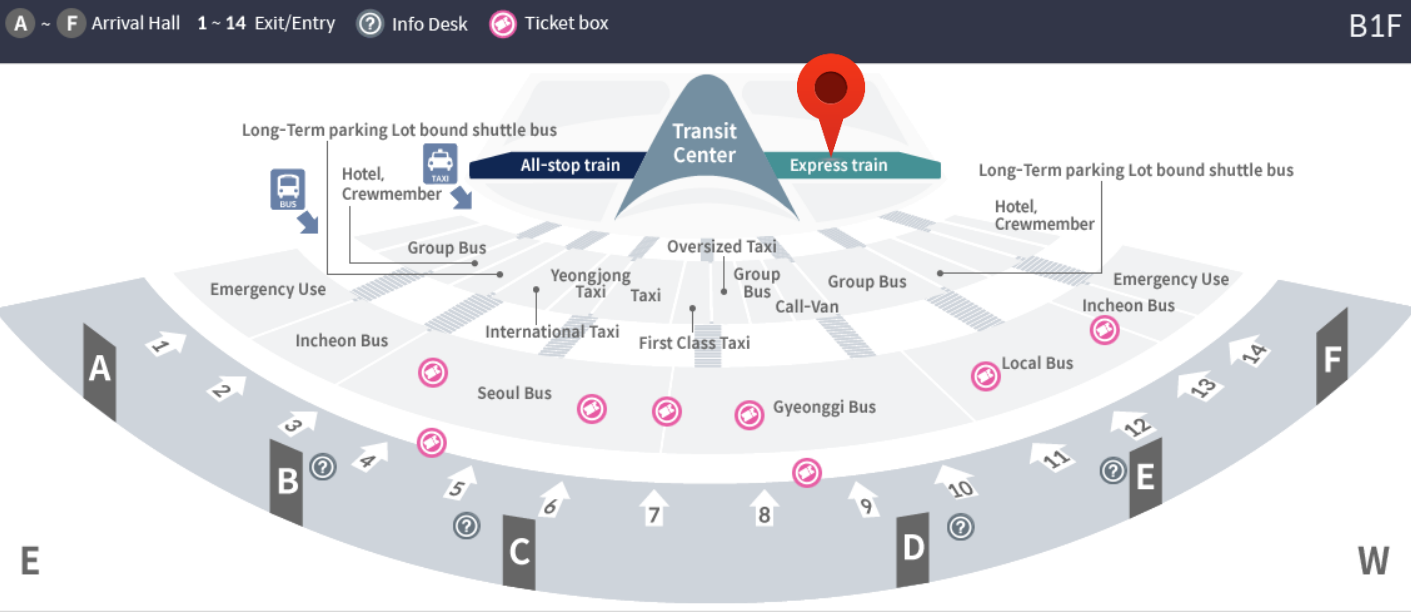 A ~ F Arrival Hall 1 ~ 14 Exit/Entry Info Desk Ticket box
B1F
Transit
Center
All-stop train
Express train
Long-Term parking Lot bound shuttle bus
TAXI
BUS
Hotel,
Crewmember
Long-Term parking Lot bound shuttle bus
Hotel,
Crewmember
Group Bus
Oversized Taxi
Emergency Use
Yeongjong
Taxi
Taxi
Group
Bus
Call-Van
Group Bus
Emergency Use
Incheon Bus
International Taxi
First Class Taxi
Incheon Bus
Local Bus
Seoul Bus
Gyeonggi Bus
A
1
2
3
B
4
5
C
6
7
8
9
D
10
11
E
12
13
14
F
E
W